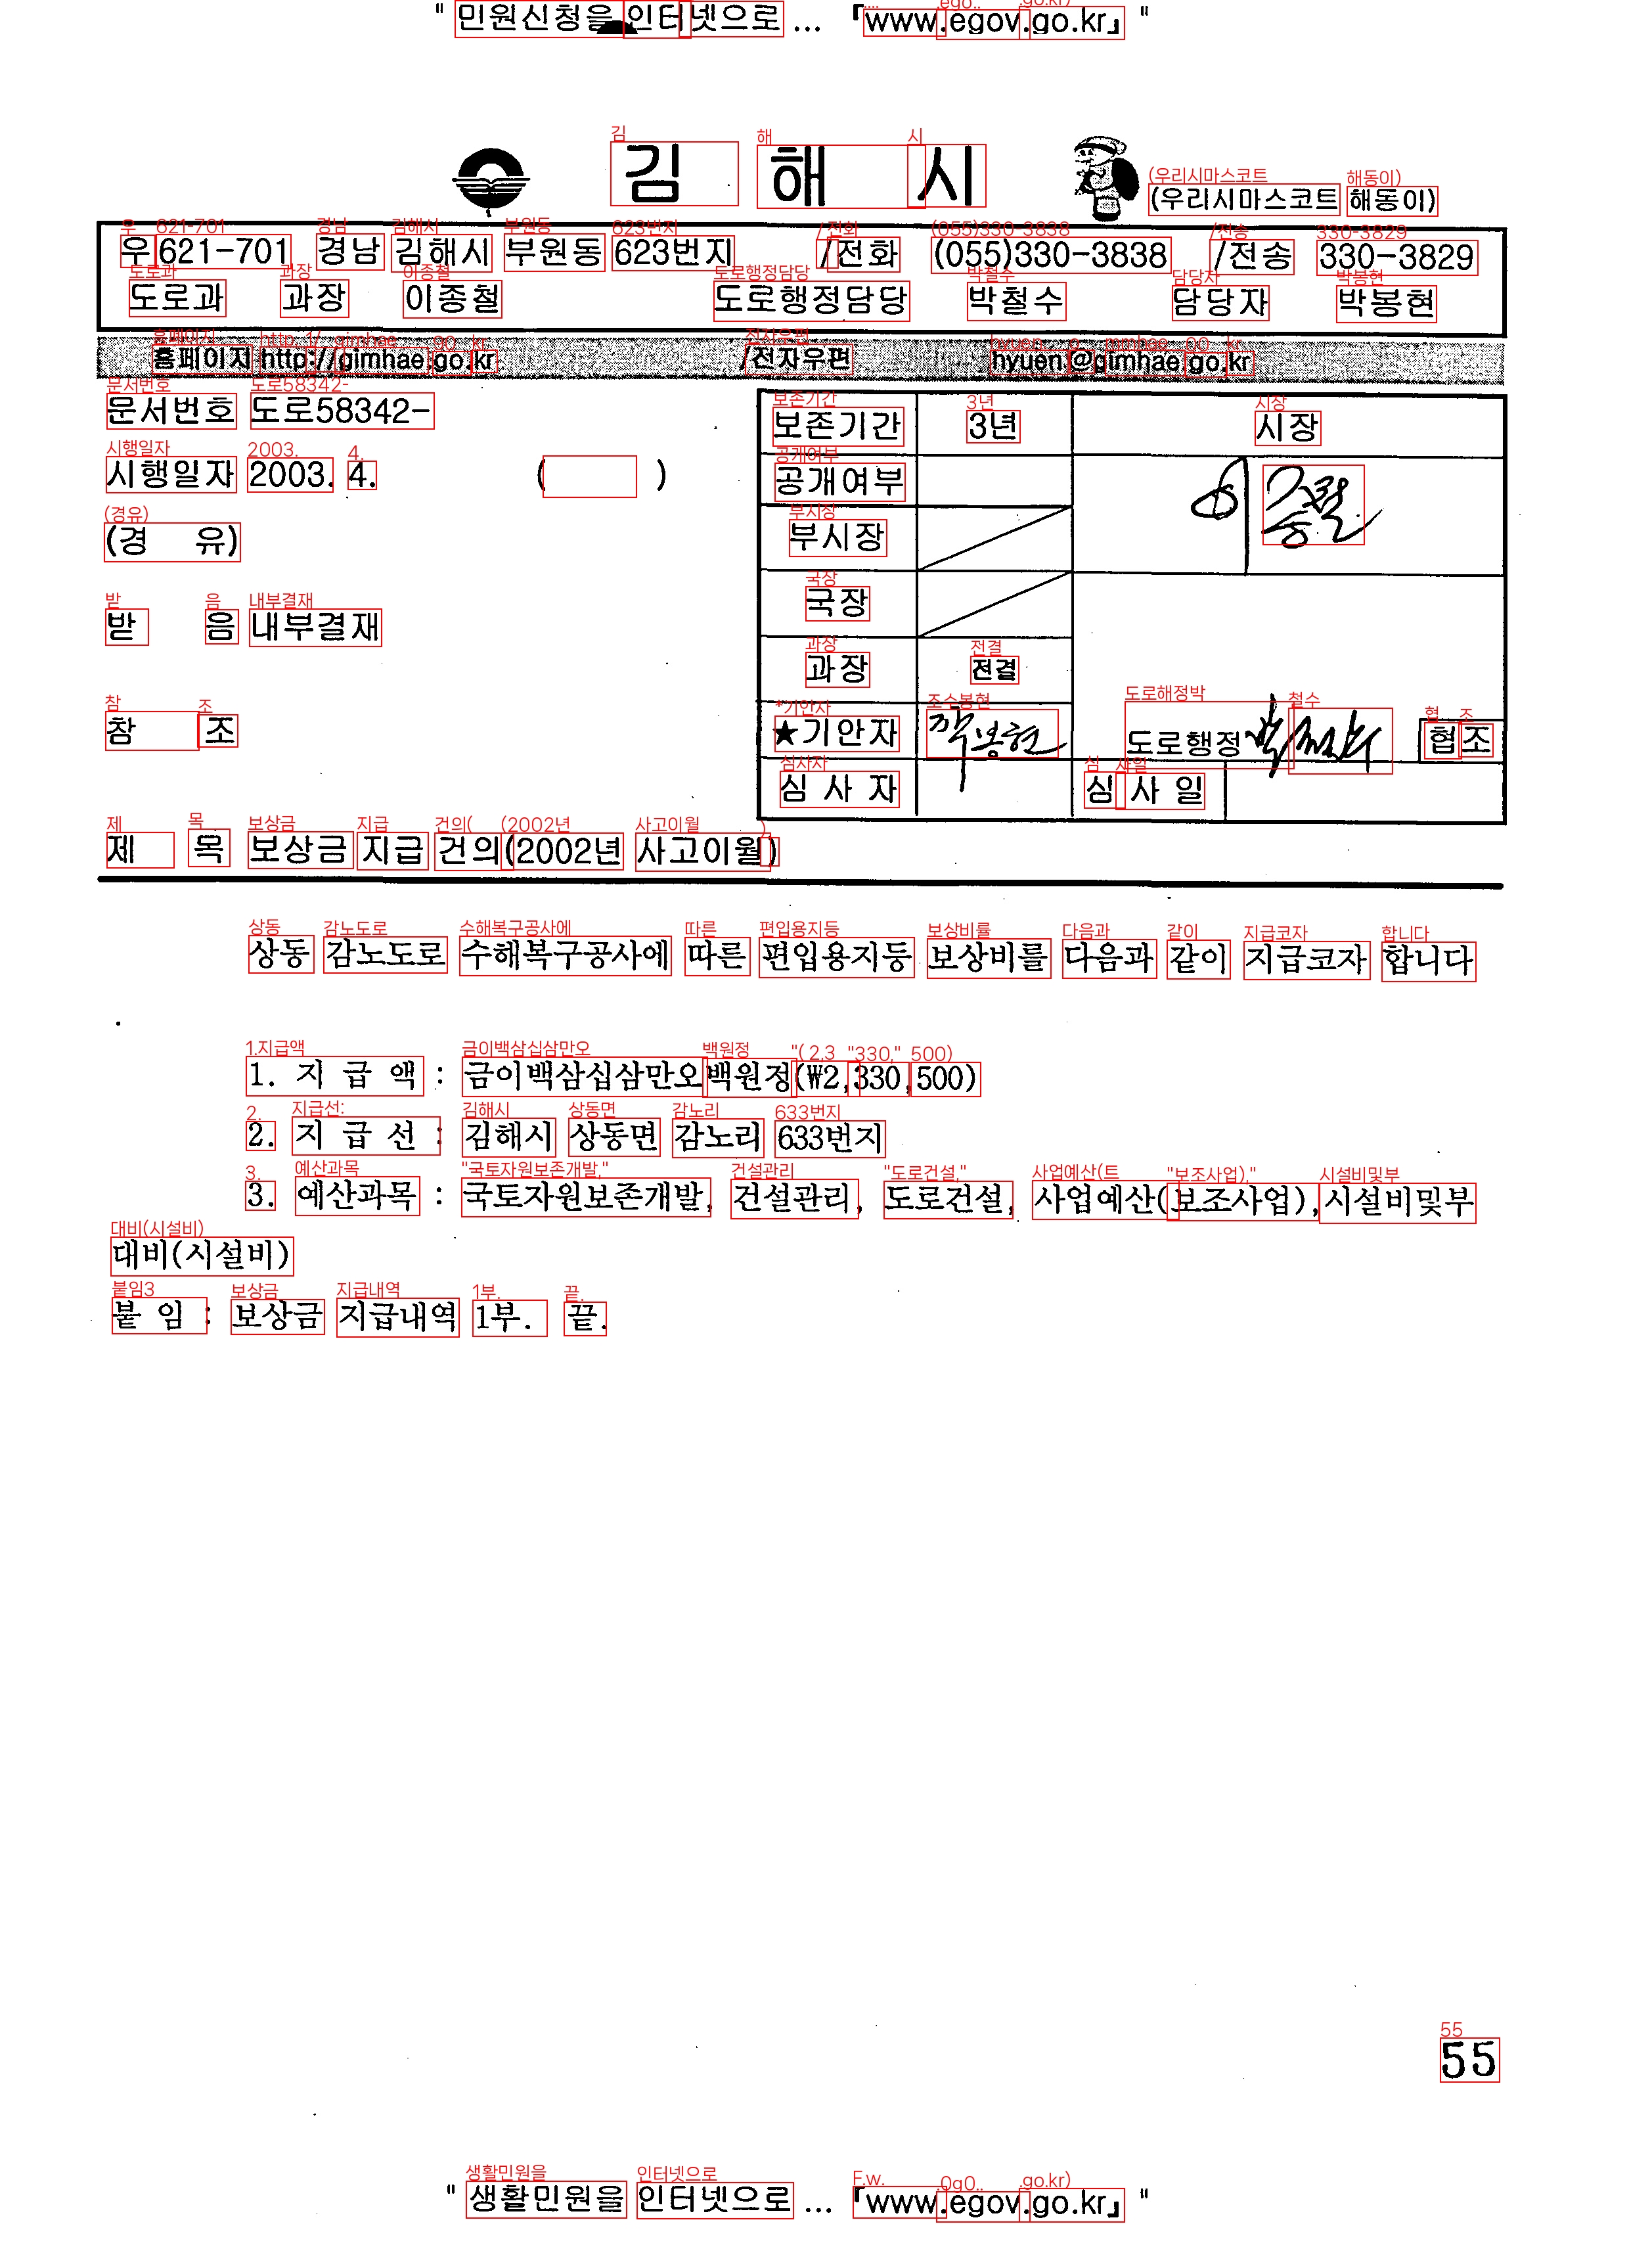 " 민원신청을 인터넷으로 ... 「www.egov.go.kr」 "
김 해 시
(우리시마스코트 해동이)
우 621-701 경남 김해시 부원동 623번지 /전화 (055)330-3838 /전송 330-3829
도로과 과장 이종철 도로행정담당 박철수 담당자 박봉현
홈페이지 http://gimhae.go.kr /전자우편 hyuen@gimhae.go.kr
문서번호 도로58342-
시행일자 2003. 4. ( )
(경 유)
받 음 내부결재
참 조
보존기간 3년 시장
공개여부
이종철
부시장
국장
과장 전결
★기안자 박봉현 도로행정 박철수 협조
심 사 자 심 사 일
제 목 보상금 지급 건의(2002년 사고이월)
상동 감노도로 수해복구공사에 따른 편입용지등 보상비를 다음과 같이 지급코자 합니다
.
1. 지 급 액 : 금이백삼십삼만오백원정(₩2,330,500)
2. 지 급 선 : 김해시 상동면 감노리 633번지
3. 예산과목 : 국토자원보존개발, 건설관리, 도로건설, 사업예산(보조사업), 시설비및부
대비(시설비)
붙 임 : 보상금 지급내역 1부. 끝.
55
" 생활민원을 인터넷으로 ... 「www.egov.go.kr」 "